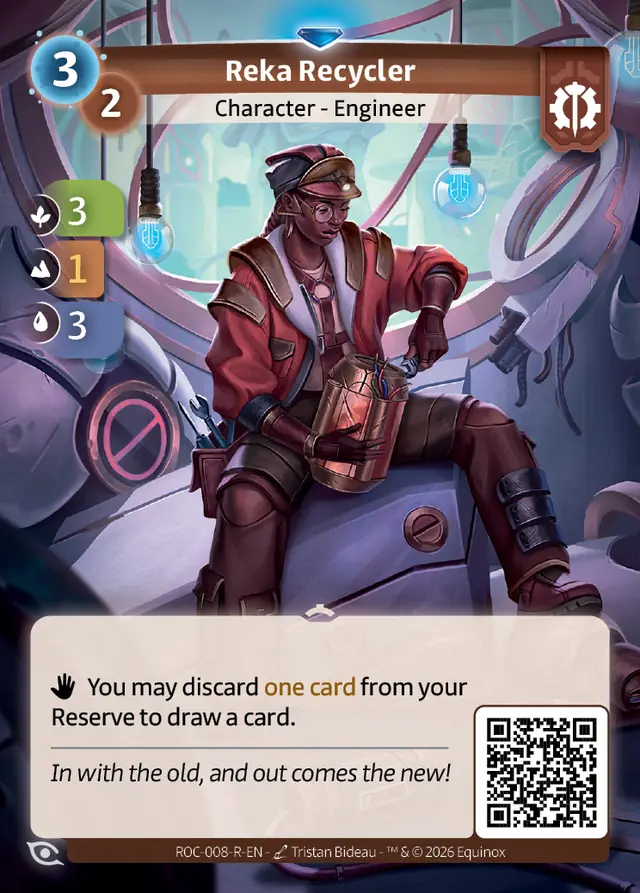 3
Reka Recycler
2
Character - Engineer
3
1
3
You may discard one card from your
Reserve to draw a card.
In with the old, and out comes the new!
ROC-008-R-EN - Tristan Bideau - ™ & © 2026 Equinox